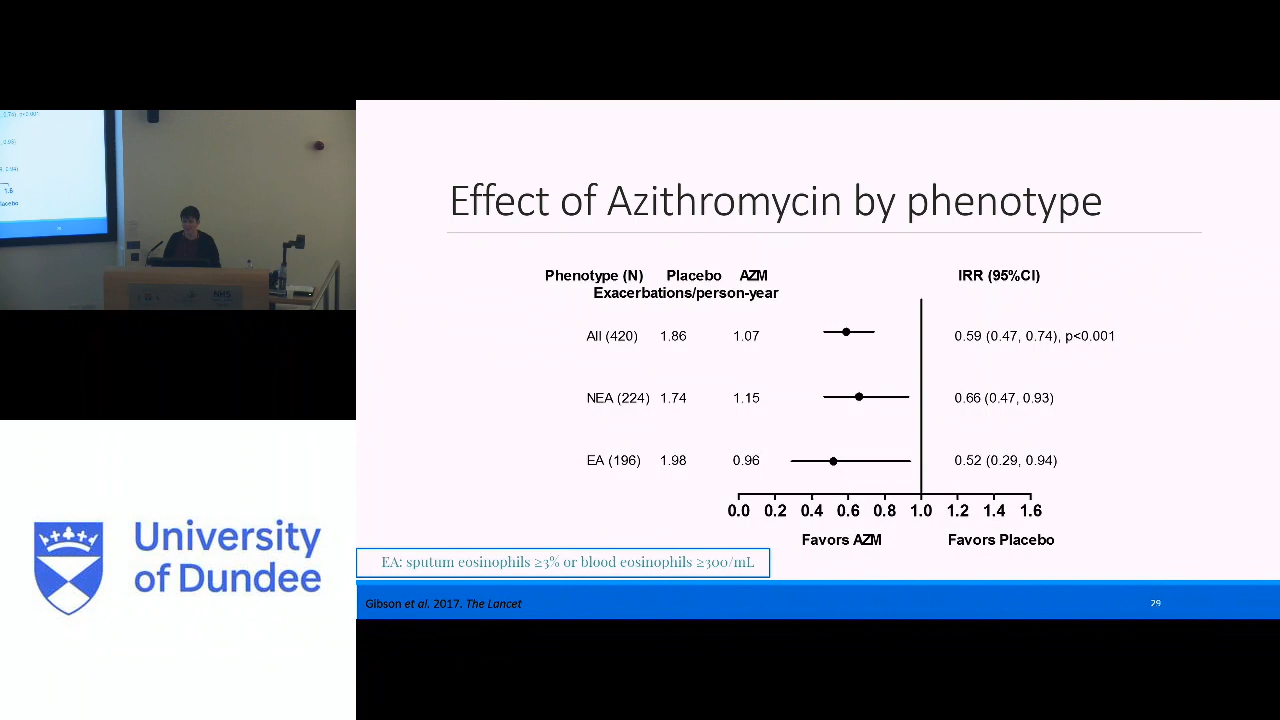 Effect of Azithromycin by phenotype
Phenotype (N) Placebo AZM IRR (95%CI)
Exacerbations/person-year
All (420) 1.86 1.07 0.59 (0.47, 0.74), p<0.001
NEA (224) 1.74 1.15 0.66 (0.47, 0.93)
EA (196) 1.98 0.96 0.52 (0.29, 0.94)
0.0 0.2 0.4 0.6 0.8 1.0 1.2 1.4 1.6
Favors AZM Favors Placebo
EA: sputum eosinophils ≥3% or blood eosinophils ≥300/mL
Gibson et al. 2017. The Lancet 29
University
of Dundee
NHS
1.6